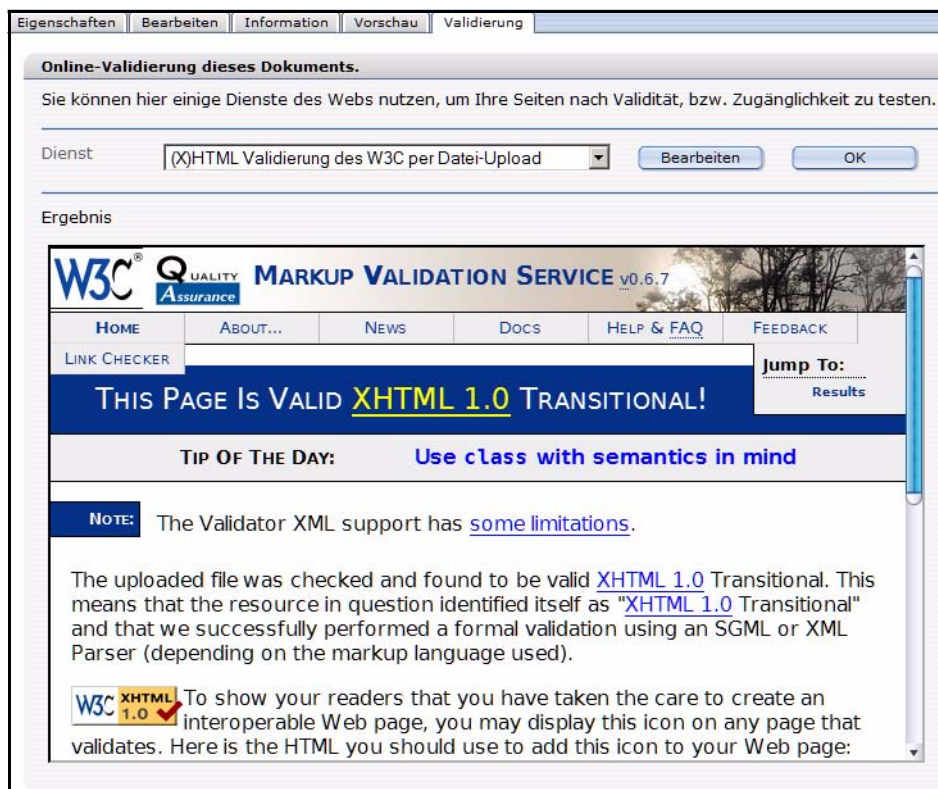 Eigenschaften Bearbeiten Information Vorschau Validierung
Online-Validierung dieses Dokuments.
Sie können hier einige Dienste des Webs nutzen, um Ihre Seiten nach Validität, bzw. Zugänglichkeit zu testen.
Dienst (X)HTML Validierung des W3C per Datei-Upload Bearbeiten OK
Ergebnis
W3C® QUALITY Assurance MARKUP VALIDATION SERVICE v0.6.7
HOME ABOUT... NEWS DOCS HELP & FAQ FEEDBACK
LINK CHECKER
Jump To:
Results
THIS PAGE IS VALID XHTML 1.0 TRANSITIONAL!
TIP OF THE DAY: Use class with semantics in mind
NOTE: The Validator XML support has some limitations.
The uploaded file was checked and found to be valid XHTML 1.0 Transitional. This
means that the resource in question identified itself as "XHTML 1.0 Transitional"
and that we successfully performed a formal validation using an SGML or XML
Parser (depending on the markup language used).
W3C XHTML 1.0 To show your readers that you have taken the care to create an
interoperable Web page, you may display this icon on any page that
validates. Here is the HTML you should use to add this icon to your Web page: